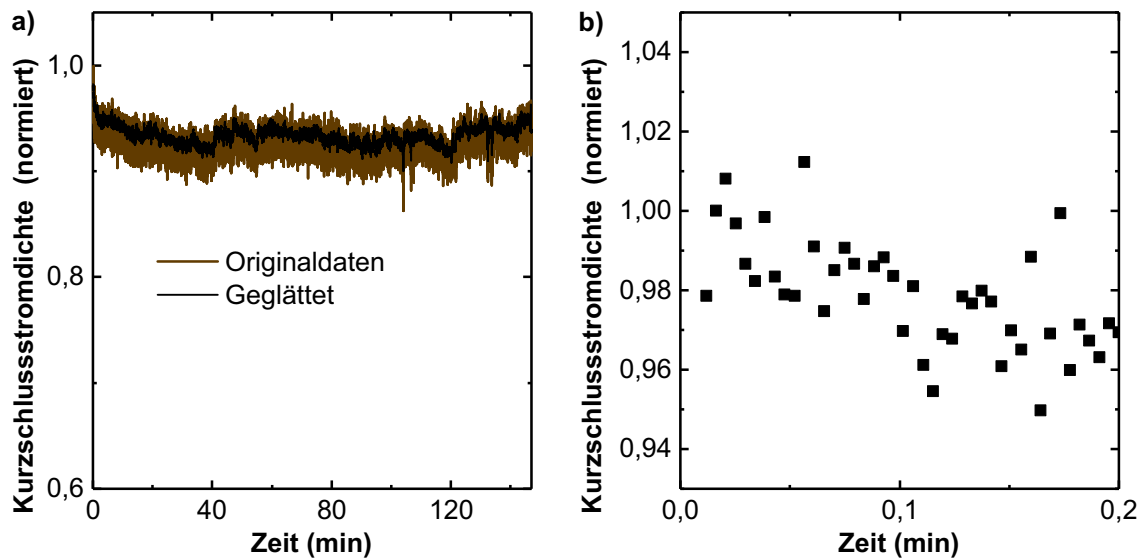 a)
Kurzschlussstromdichte (normiert)
1,0
0,8
0,6
Originaldaten
Geglättet
0
40
80
120
Zeit (min)
b)
Kurzschlussstromdichte (normiert)
1,04
1,02
1,00
0,98
0,96
0,94
0,0
0,1
0,2
Zeit (min)